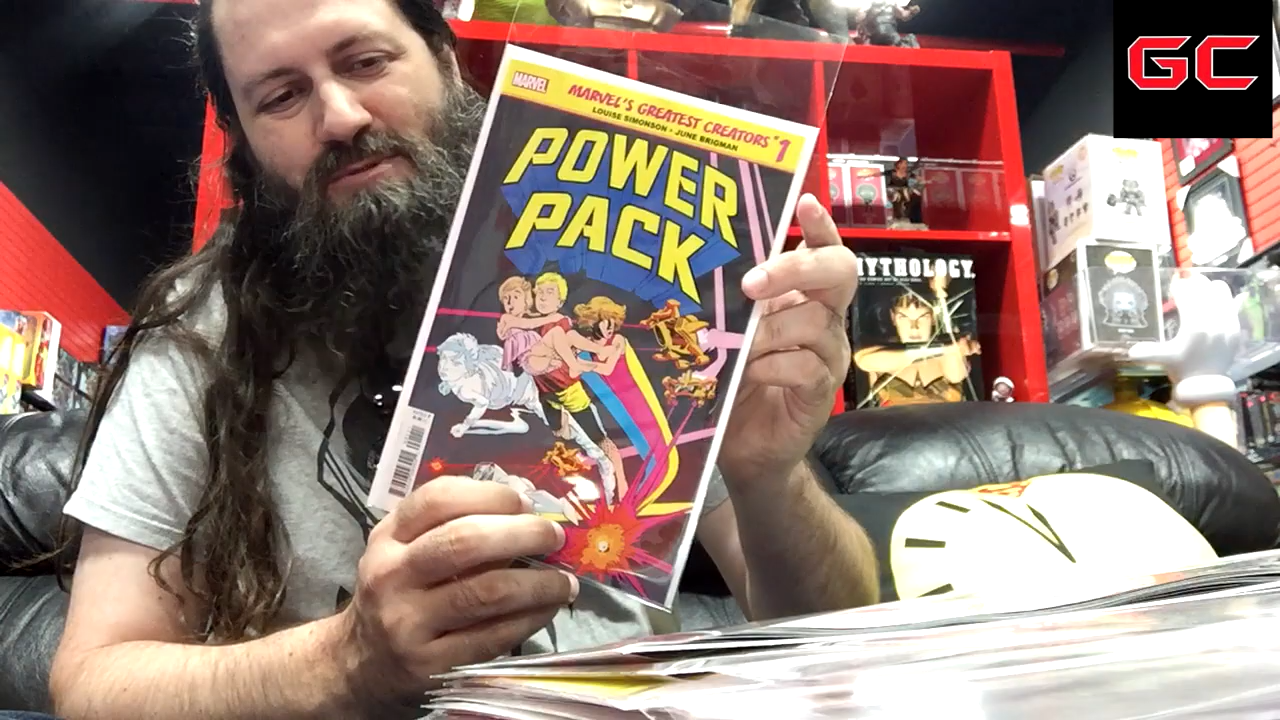 GC
MARVEL
MARVEL'S GREATEST CREATORS #1
LOUISE SIMONSON • JUNE BRIGMAN
POWER
PACK
MYTHOLOGY.